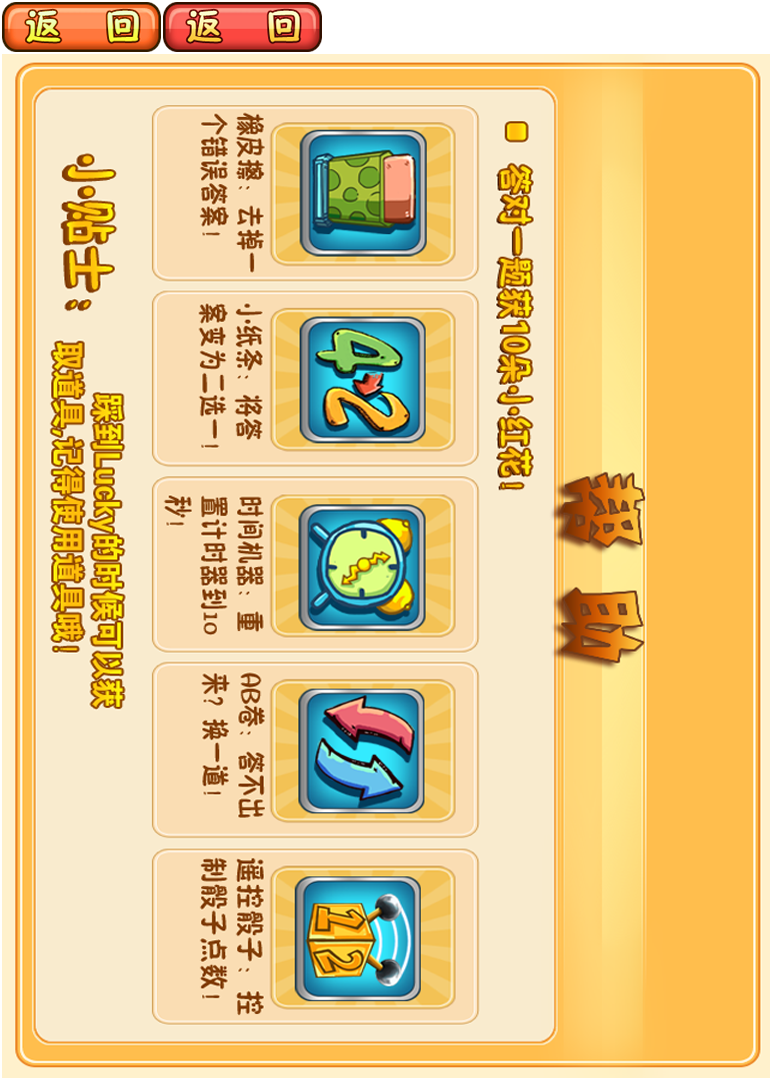 返 回
返 回
帮 助
答对一题获10朵小红花！
橡皮擦：去掉一
个错误答案！
小纸条：将答
案变为二选一！
时间机器：重
置计时器到10
秒！
AB卷：答不出
来？换一道！
遥控骰子：控
制骰子点数！
小贴士：
踩到Lucky的时候可以获
取道具,记得使用道具哦！
4
2
1
2